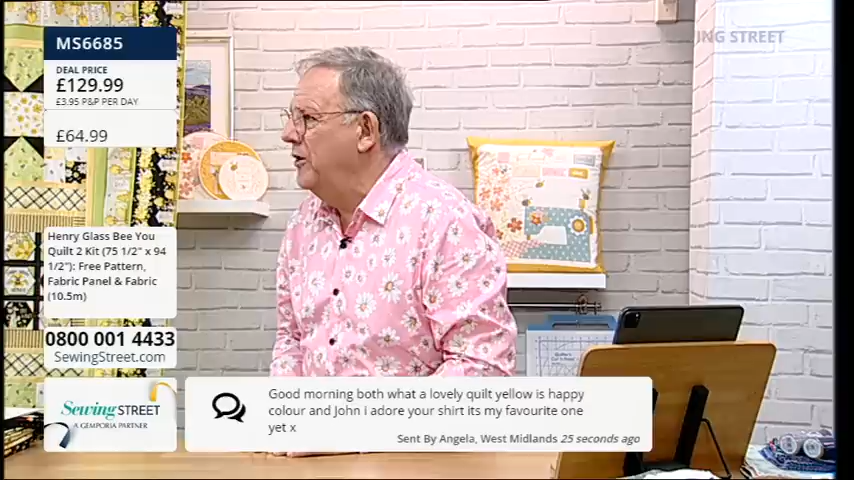 MS6685
DEAL PRICE
£129.99
£3.95 P&P PER DAY
£64.99
Henry Glass Bee You
Quilt 2 Kit (75 1/2" x 94
1/2"): Free Pattern,
Fabric Panel & Fabric
(10.5m)
0800 001 4433
SewingStreet.com
Sewing STREET
A GEMPORIA PARTNER
Good morning both what a lovely quilt yellow is happy
colour and John i adore your shirt its my favourite one
yet x
Sent By Angela, West Midlands 25 seconds ago
ING STREET